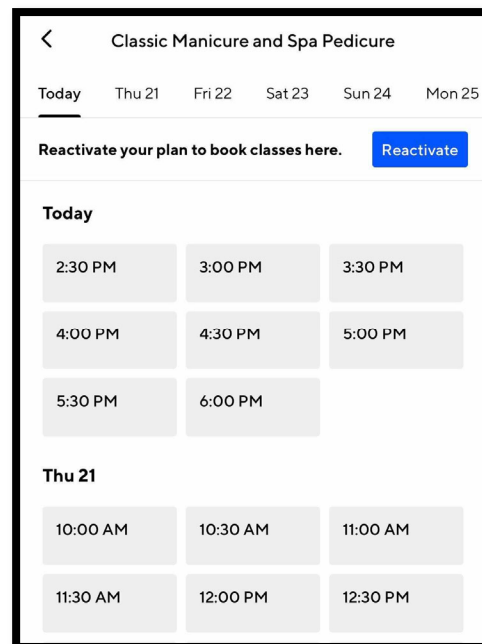 Classic Manicure and Spa Pedicure
Today Thu 21 Fri 22 Sat 23 Sun 24 Mon 25
Reactivate your plan to book classes here. Reactivate
Today
2:30 PM 3:00 PM 3:30 PM
4:00 PM 4:30 PM 5:00 PM
5:30 PM 6:00 PM
Thu 21
10:00 AM 10:30 AM 11:00 AM
11:30 AM 12:00 PM 12:30 PM